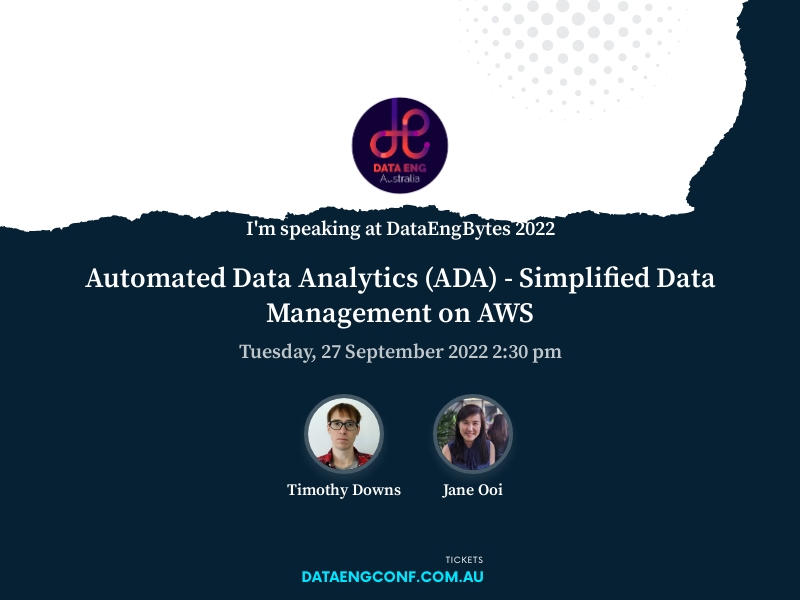 DATA ENG
Australia
I'm speaking at DataEngBytes 2022
Automated Data Analytics (ADA) - Simplified Data
Management on AWS
Tuesday, 27 September 2022 2:30 pm
Timothy Downs
Jane Ooi
TICKETS
DATAENGCONF.COM.AU